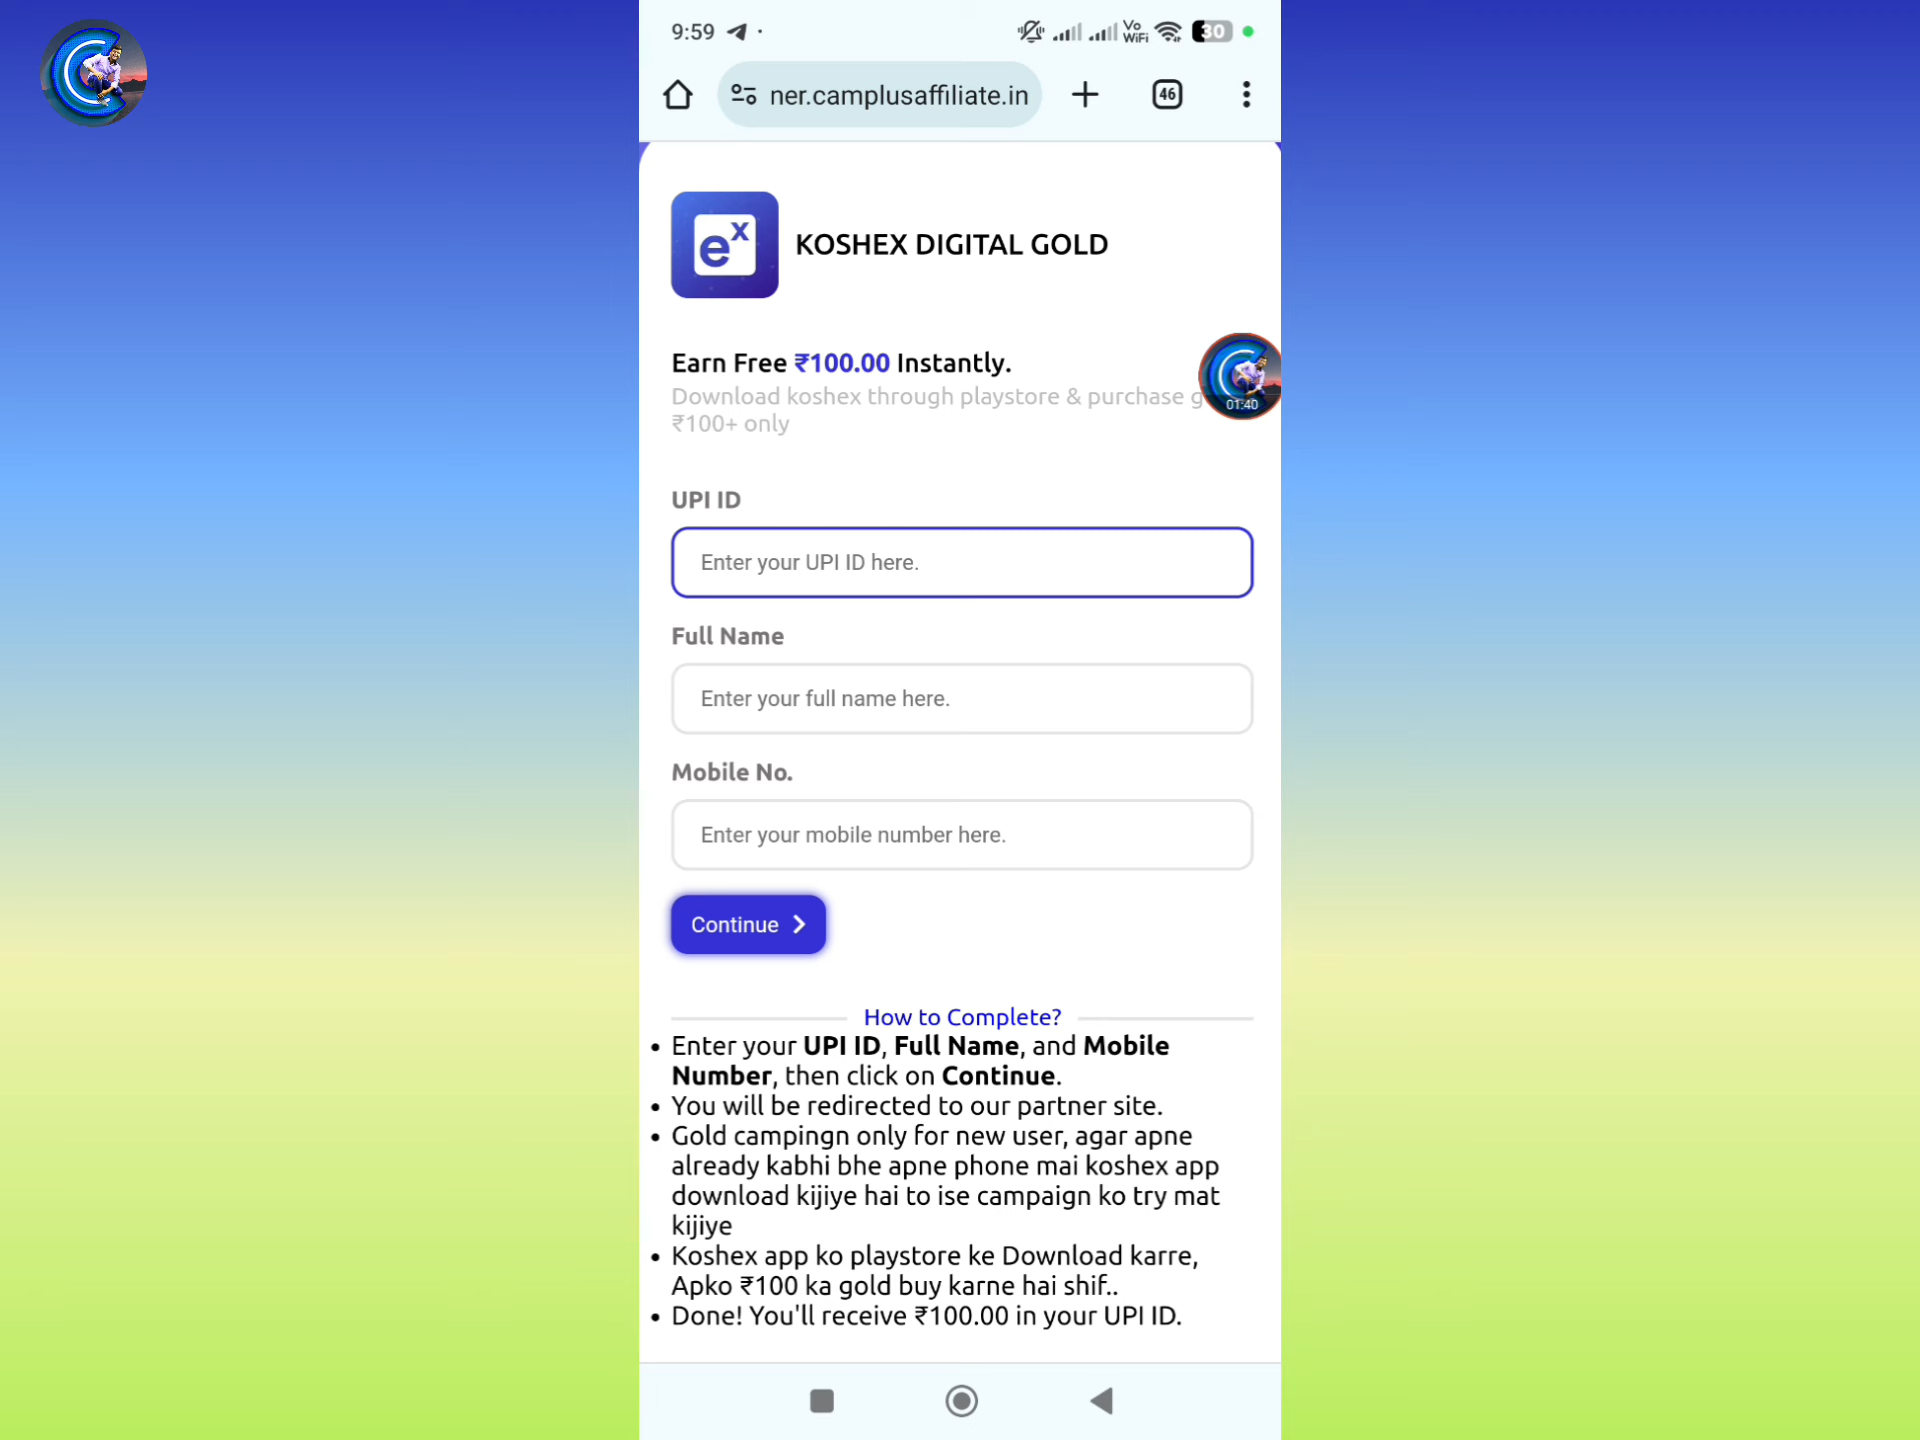 9:59
Vo
WiFi
30
ner.camplusaffiliate.in
46
ex
KOSHEX DIGITAL GOLD
Earn Free ₹100.00 Instantly.
Download koshex through playstore & purchase
₹100+ only
01:40
UPI ID
Enter your UPI ID here.
Full Name
Enter your full name here.
Mobile No.
Enter your mobile number here.
Continue
How to Complete?
• Enter your UPI ID, Full Name, and Mobile
Number, then click on Continue.
• You will be redirected to our partner site.
• Gold campingn only for new user, agar apne
already kabhi bhe apne phone mai koshex app
download kijiye hai to ise campaign ko try mat
kijiye
• Koshex app ko playstore ke Download karre,
Apko ₹100 ka gold buy karne hai shif..
• Done! You'll receive ₹100.00 in your UPI ID.